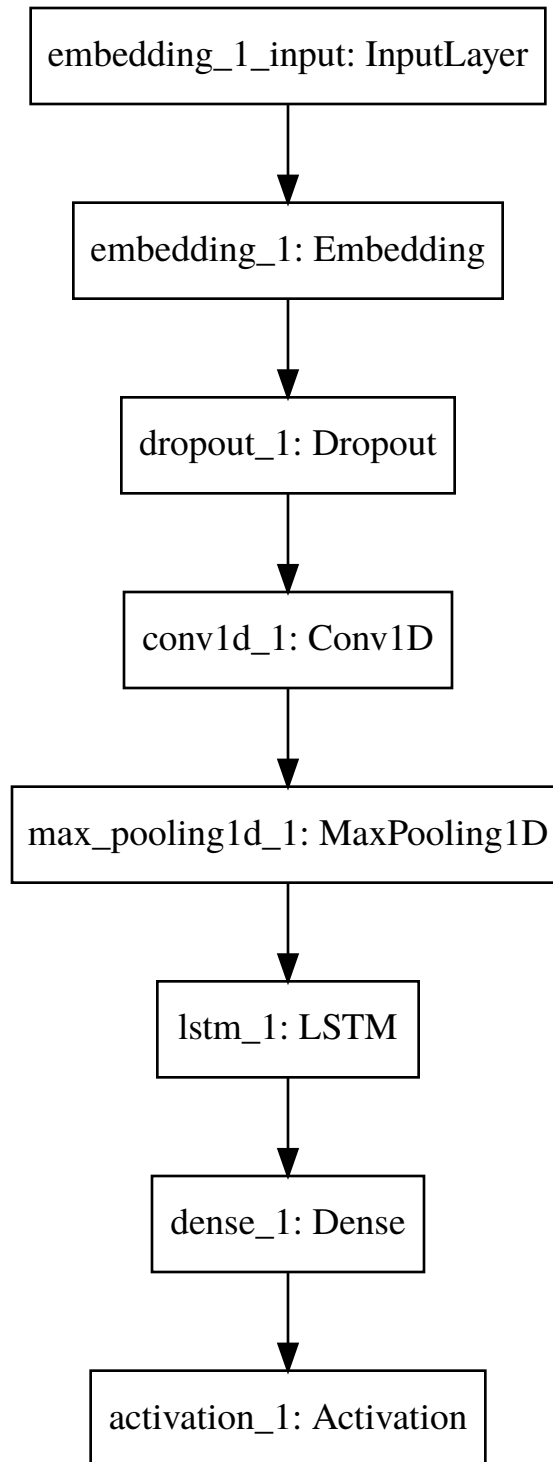 embedding_1_input: InputLayer
embedding_1: Embedding
dropout_1: Dropout
conv1d_1: Conv1D
max_pooling1d_1: MaxPooling1D
lstm_1: LSTM
dense_1: Dense
activation_1: Activation